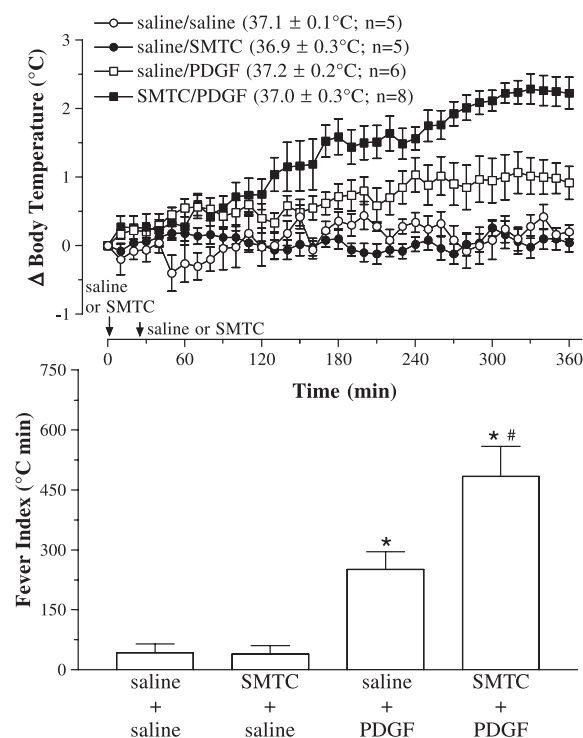 saline/saline (37.1 ± 0.1°C; n=5)
saline/SMTC (36.9 ± 0.3°C; n=5)
saline/PDGF (37.2 ± 0.2°C; n=6)
SMTC/PDGF (37.0 ± 0.3°C; n=8)
Δ Body Temperature (°C)
3
2
1
0
-1
saline
or SMTC
saline or SMTC
0 60 120 180 240 300 360
Time (min)
Fever Index (°C min)
750
600
450
300
150
0
*
* #
saline SMTC saline SMTC
+ + + +
saline saline PDGF PDGF